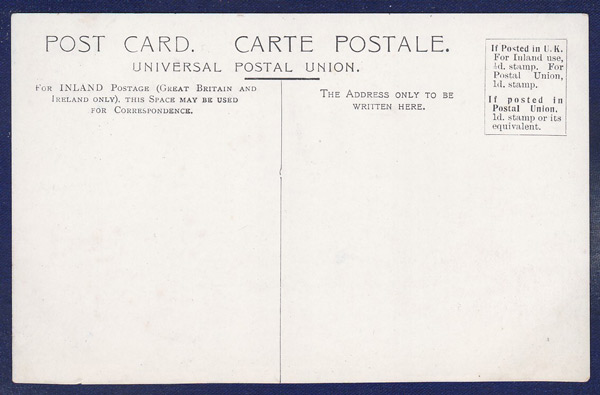 POST CARD. CARTE POSTALE.
UNIVERSAL POSTAL UNION.
FOR INLAND POSTAGE (GREAT BRITAIN AND
IRELAND ONLY). THIS SPACE MAY BE USED
FOR CORRESPONDENCE.
THE ADDRESS ONLY TO BE
WRITTEN HERE.
If Posted in U.K.
For Inland use,
½d. stamp. For
Postal Union,
1d. stamp.
If posted in
Postal Union.
1d. stamp or its
equivalent.